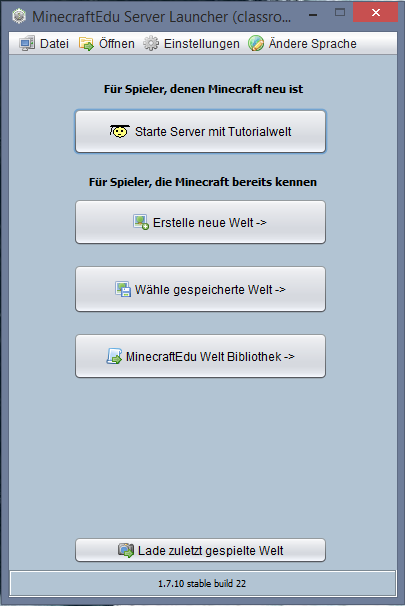 MinecraftEdu Server Launcher (classro...
Datei Öffnen Einstellungen Ändere Sprache
Für Spieler, denen Minecraft neu ist
Starte Server mit Tutorialwelt
Für Spieler, die Minecraft bereits kennen
Erstelle neue Welt ->
Wähle gespeicherte Welt ->
MinecraftEdu Welt Bibliothek ->
Lade zuletzt gespielte Welt
1.7.10 stable build 22